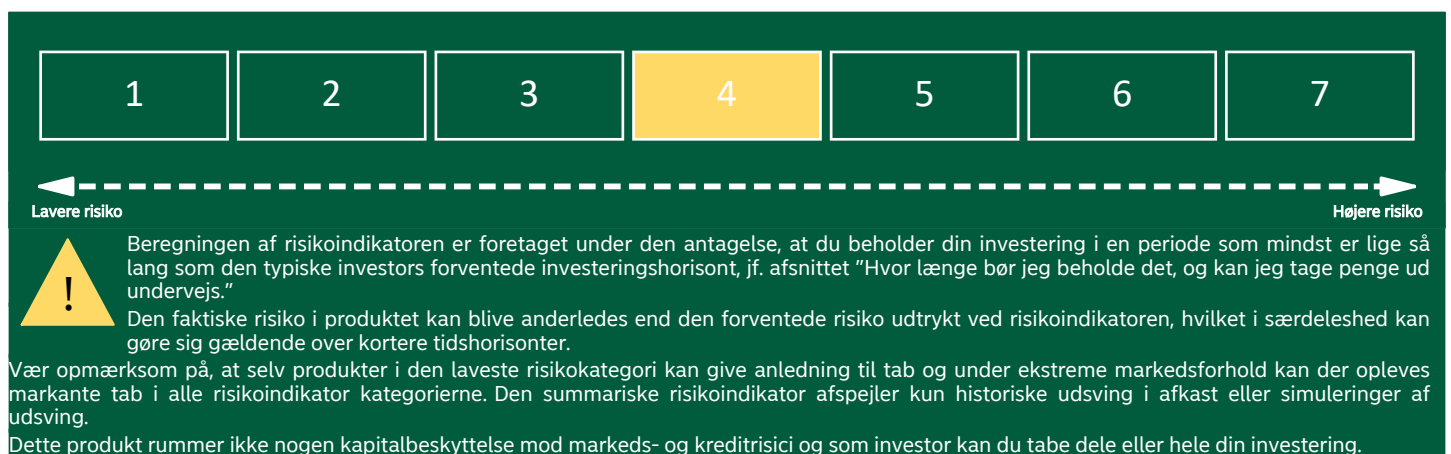 1 2 3 4 5 6 7
Lavere risiko Højere risiko
Beregningen af risikoindikatoren er foretaget under den antagelse, at du beholder din investering i en periode som mindst er lige så
lang som den typiske investors forventede investeringshorisont, jf. afsnittet ”Hvor længe bør jeg beholde det, og kan jeg tage penge ud
undervejs.”
!
Den faktiske risiko i produktet kan blive anderledes end den forventede risiko udtrykt ved risikoindikatoren, hvilket i særdeleshed kan
gøre sig gældende over kortere tidshorisonter.
Vær opmærksom på, at selv produkter i den laveste risikokategori kan give anledning til tab og under ekstreme markedsforhold kan der opleves
markante tab i alle risikoindikator kategorierne. Den summariske risikoindikator afspejler kun historiske udsving i afkast eller simuleringer af
udsving.
Dette produkt rummer ikke nogen kapitalbeskyttelse mod markeds- og kreditrisici og som investor kan du tabe dele eller hele din investering.